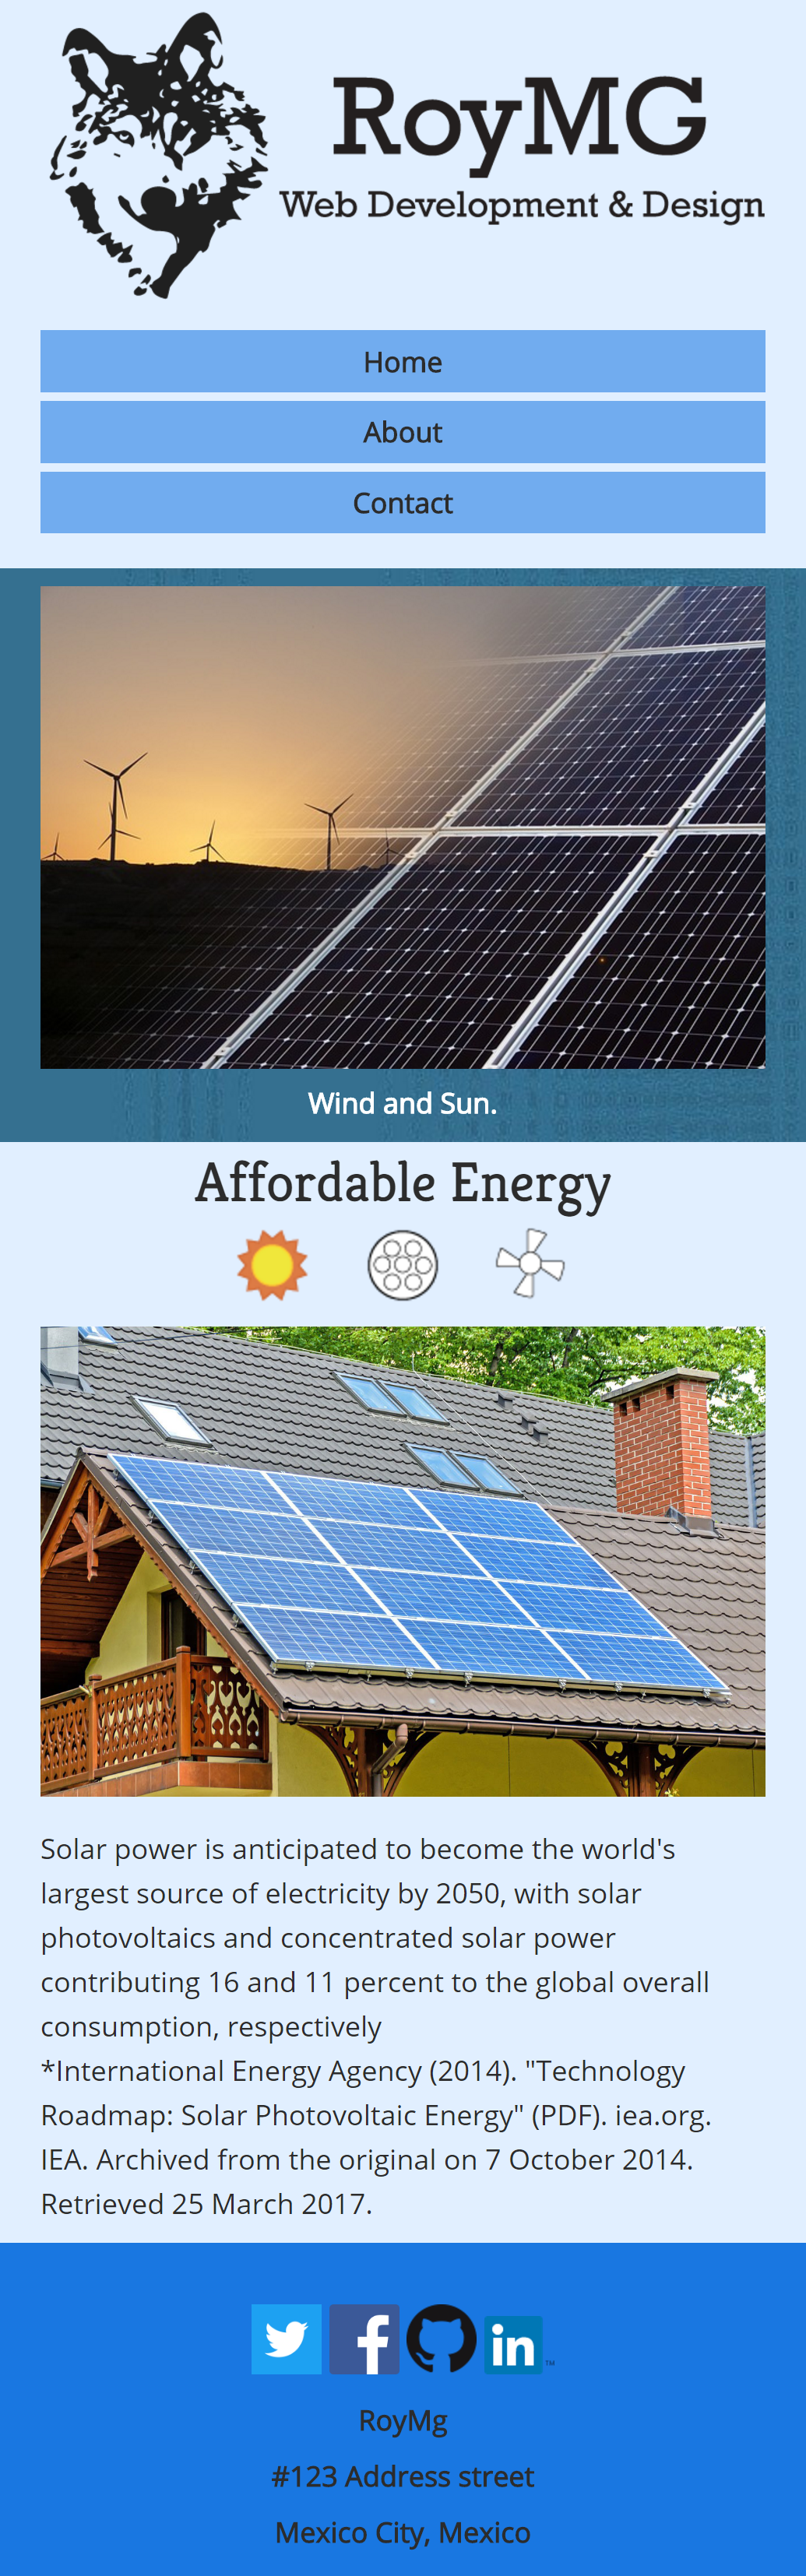 RoyMG
Web Development & Design
Home
About
Contact
Wind and Sun.
Affordable Energy
Solar power is anticipated to become the world's
largest source of electricity by 2050, with solar
photovoltaics and concentrated solar power
contributing 16 and 11 percent to the global overall
consumption, respectively
*International Energy Agency (2014). "Technology
Roadmap: Solar Photovoltaic Energy" (PDF). iea.org.
IEA. Archived from the original on 7 October 2014.
Retrieved 25 March 2017.
f in ™
RoyMg
#123 Address street
Mexico City, Mexico